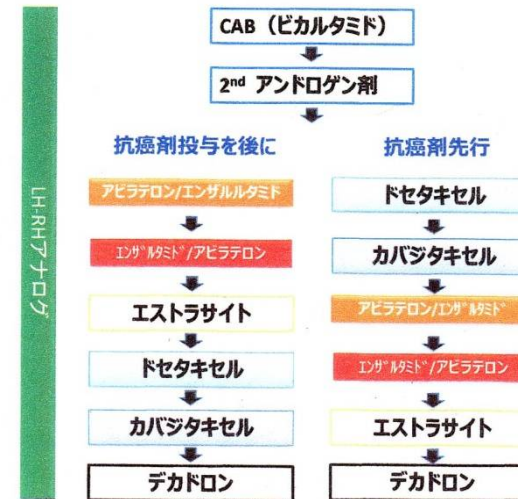 CAB（ビカルタミド）
2nd アンドロゲン剤
LH-RHアナログ
抗癌剤投与を後に
アビラテロン/エンザルルタミド
エンザﾞルタミドﾞ/アビラテロン
エストラサイト
ドセタキセル
カバジタキセル
デカドロン
抗癌剤先行
ドセタキセル
カバジタキセル
アビラテロン/エンザﾞルタミドﾞ
エンザﾞルタミドﾞ/アビラテロン
エストラサイト
デカドロン